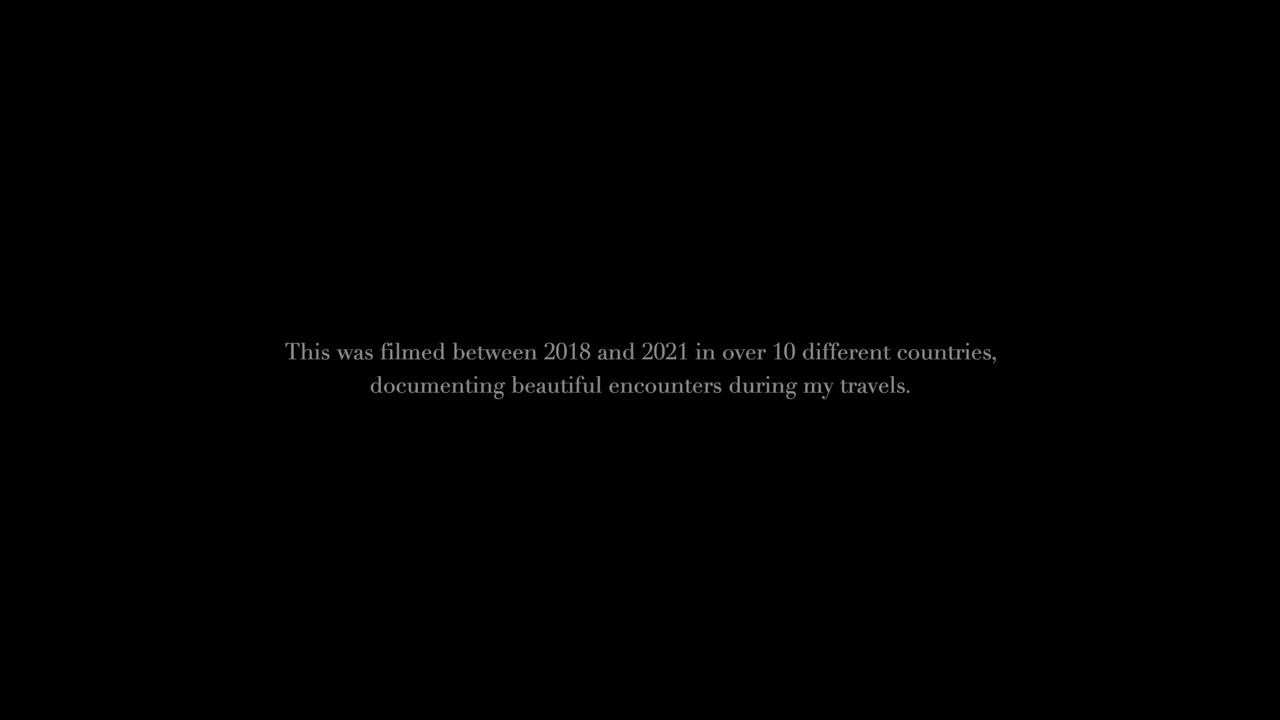 This was filmed between 2018 and 2021 in over 10 different countries,
documenting beautiful encounters during my travels.